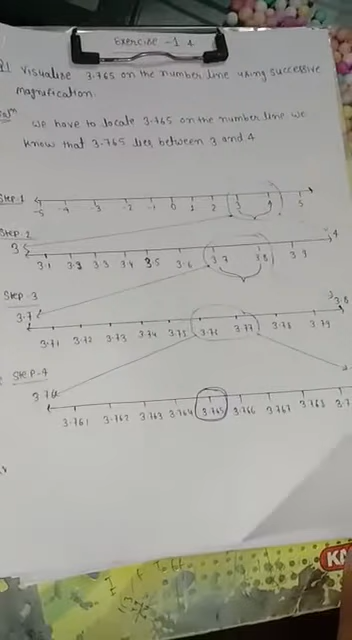 Exercise - 1.4
Q1 Visualise 3.765 on the number line using successive
magnification.
We have to locate 3.765 on the number line we
know that 3.765 lies between 3 and 4
Step-1
-5 -4 -3 -2 -1 0 1 2 3 4 5
Step-2
3 4
3.1 3.3 3.3 3.4 3.5 3.6 3.7 3.8 3.9
Step-3
3.7 3.8
3.71 3.72 3.73 3.74 3.75 3.76 3.77 3.78 3.79
Step-4
3.76
3.761 3.762 3.763 3.764 3.765 3.766 3.767 3.768